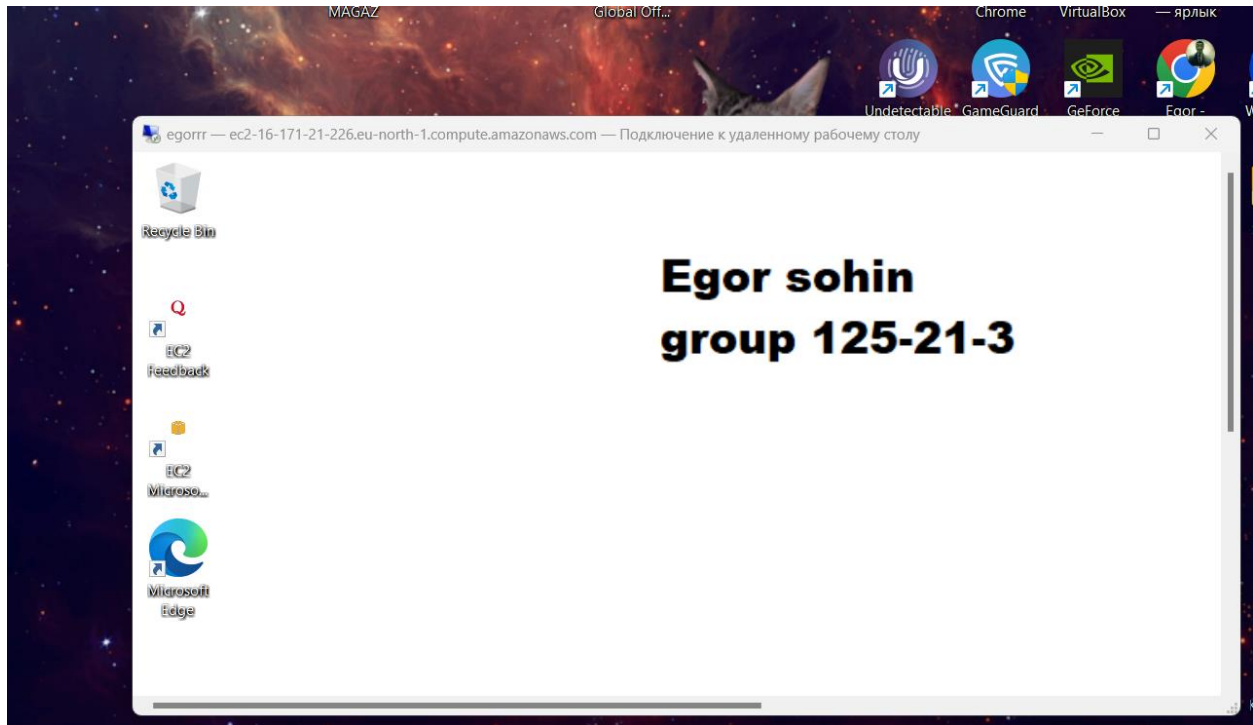 MAGAZ
Global Off...
Chrome
VirtualBox
— ярлык
Undetectable
GameGuard
GeForce
Egor -
egorrr — ec2-16-171-21-226.eu-north-1.compute.amazonaws.com — Подключение к удаленному рабочему столу
Recycle Bin
Egor sohin
group 125-21-3
Q
EC2
Feedback
EC2
Microso...
Microsoft
Edge